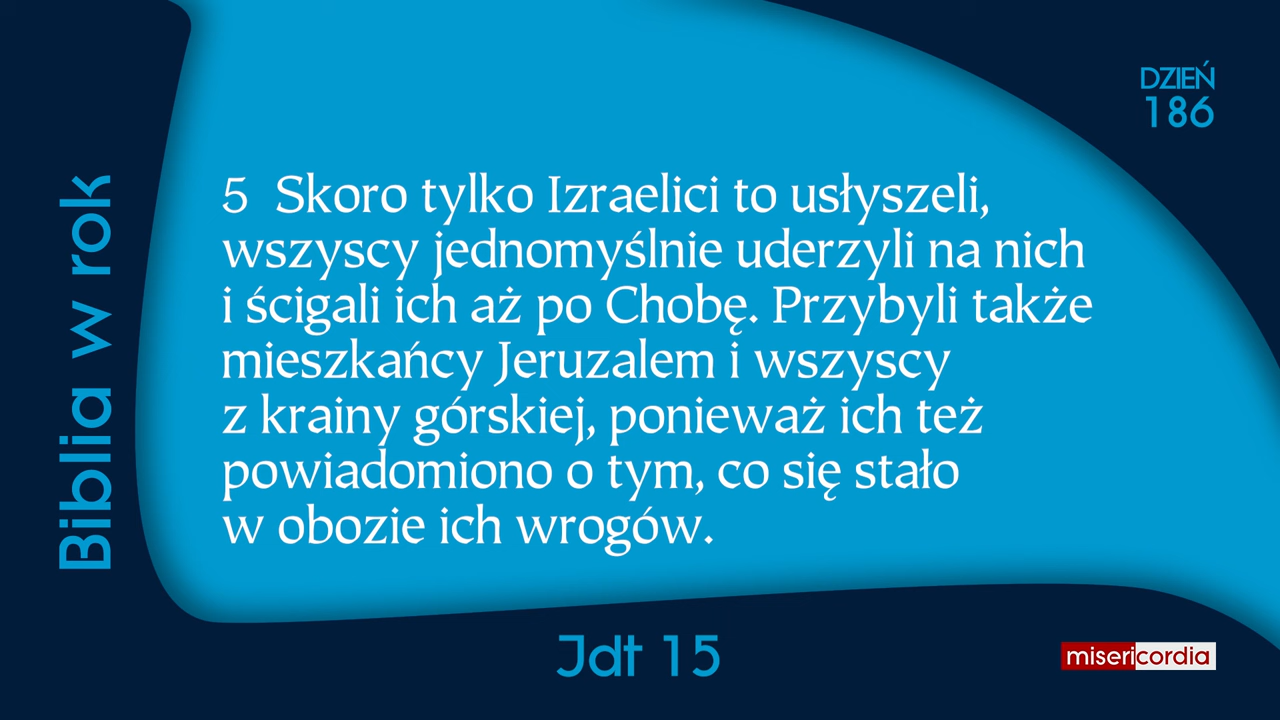 DZIEŃ
186
Biblia w rok
5 Skoro tylko Izraelici to usłyszeli,
wszyscy jednomyślnie uderzyli na nich
i ścigali ich aż po Chobę. Przybyli także
mieszkańcy Jeruzalem i wszyscy
z krainy górskiej, ponieważ ich też
powiadomiono o tym, co się stało
w obozie ich wrogów.
Jdt 15
misericordia